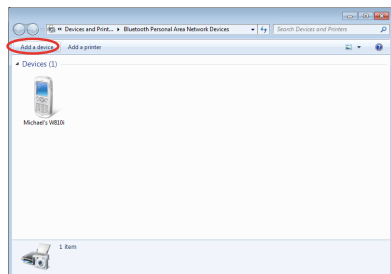 « Devices and Print... ▸ Bluetooth Personal Area Network Devices Search Devices and Printers
Add a device Add a printer
Devices (1)
Michael's W810i
1 item